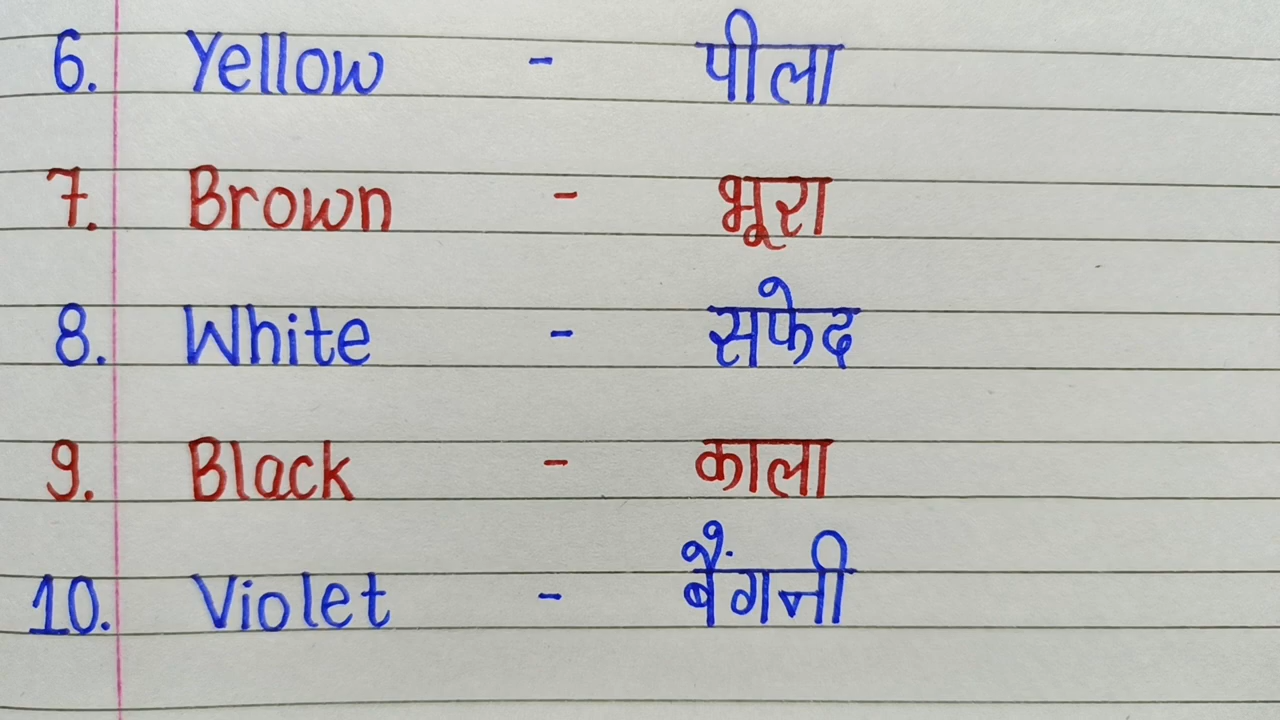 6. Yellow - पीला
7. Brown - भूरा
8. White - सफेद
9. Black - काला
10. Violet - बैंगनी